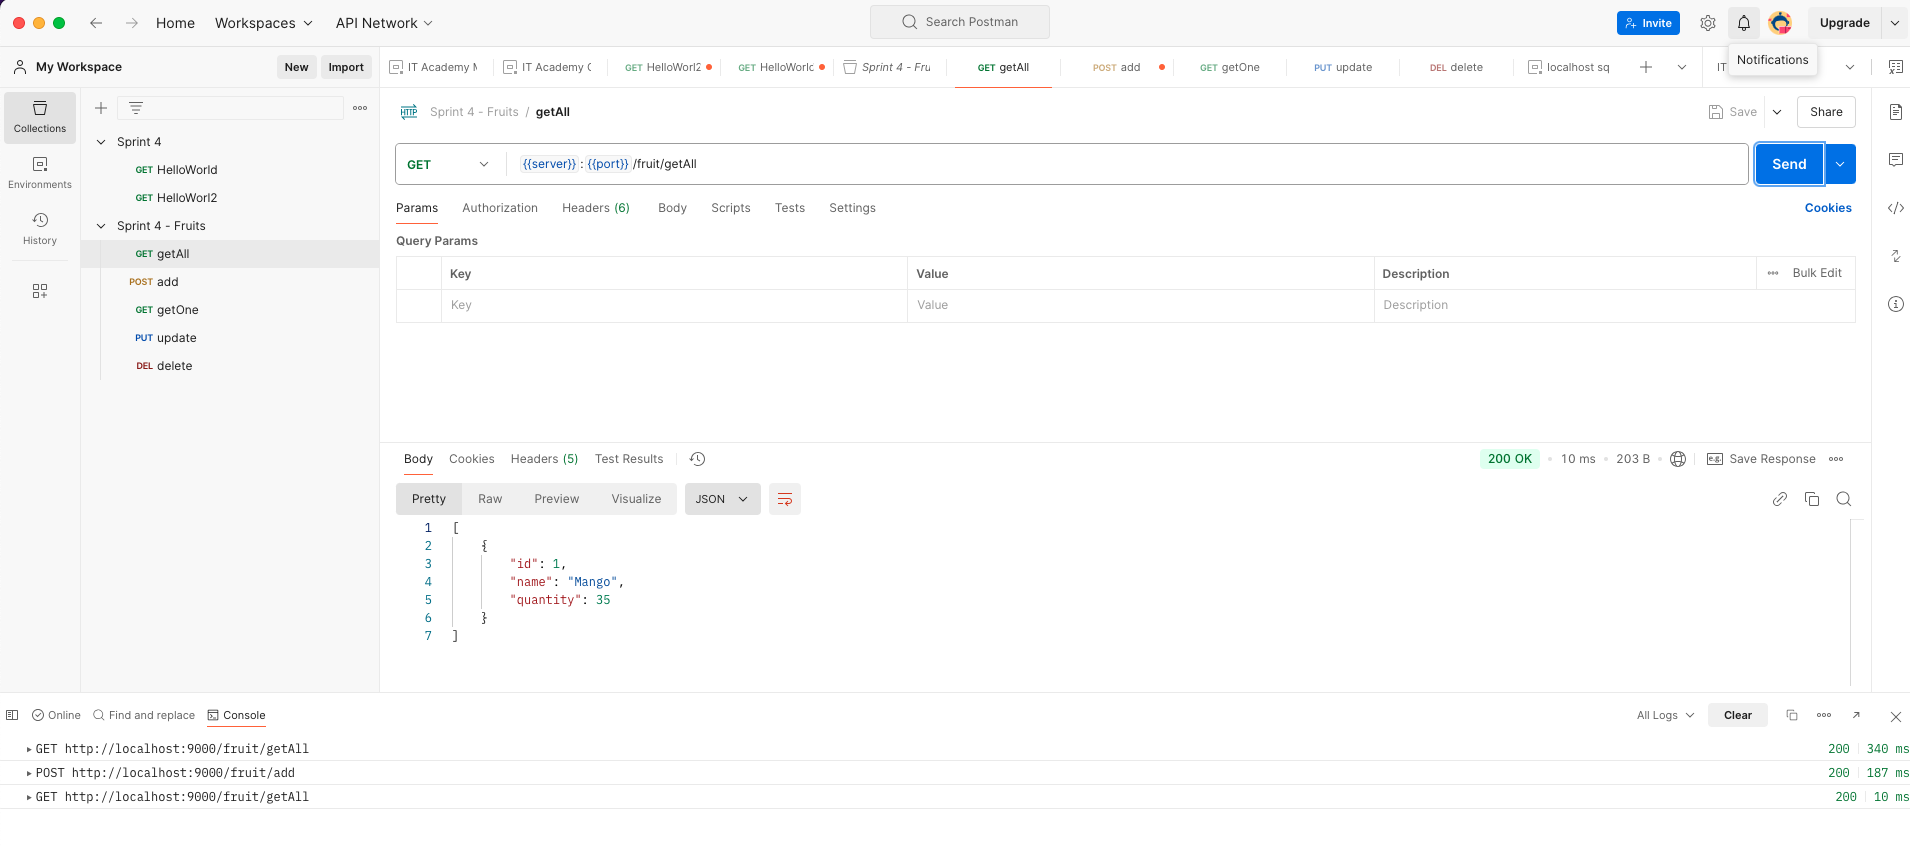 Home Workspaces API Network Search Postman Invite Upgrade
Notifications
My Workspace New Import
IT Academy IT Academy GET HelloWorl2 GET HelloWorl Sprint 4 - Fru GET getAll POST add GET getOne PUT update DEL delete localhost sq IT
Collections
Environments
History
Sprint 4
GET HelloWorld
GET HelloWorl2
Sprint 4 - Fruits
GET getAll
POST add
GET getOne
PUT update
DEL delete
HTTP Sprint 4 - Fruits / getAll Save Share
GET {{server}}:{{port}}/fruit/getAll Send
Params Authorization Headers (6) Body Scripts Tests Settings Cookies
Query Params
Key Value Description Bulk Edit
Key Value Description
Body Cookies Headers (5) Test Results 200 OK 10 ms 203 B e.g. Save Response
Pretty Raw Preview Visualize JSON
1 [
2 {
3 "id": 1,
4 "name": "Mango",
5 "quantity": 35
6 }
7 ]
Online Find and replace Console All Logs Clear
GET http://localhost:9000/fruit/getAll 200 340 ms
POST http://localhost:9000/fruit/add 200 187 ms
GET http://localhost:9000/fruit/getAll 200 10 ms